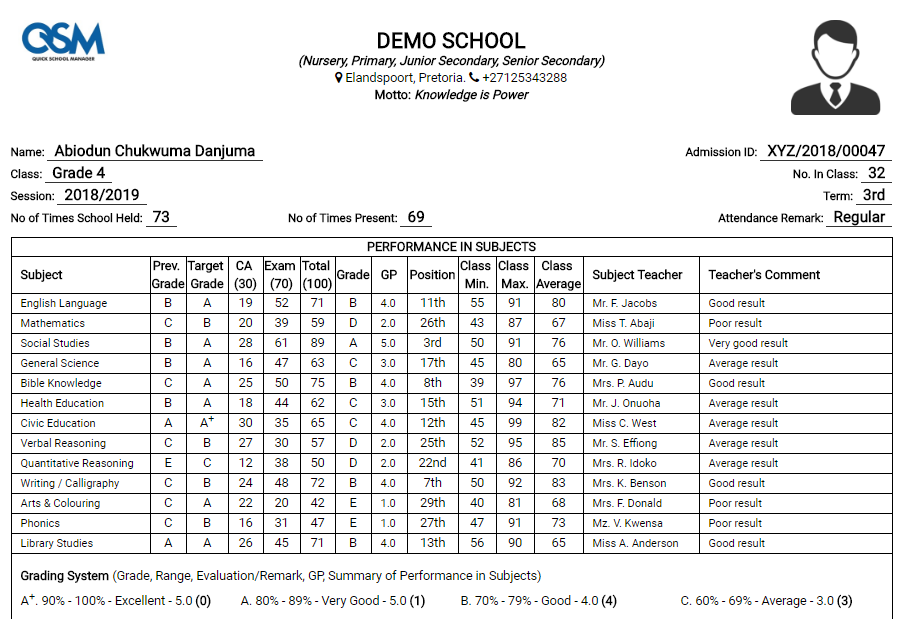 QSM
QUICK SCHOOL MANAGER
DEMO SCHOOL
(Nursery, Primary, Junior Secondary, Senior Secondary)
Elandspoort, Pretoria. +27125343288
Motto: Knowledge is Power
Name: Abiodun Chukwuma Danjuma Admission ID: XYZ/2018/00047
Class: Grade 4 No. In Class: 32
Session: 2018/2019 Term: 3rd
No of Times School Held: 73 No of Times Present: 69 Attendance Remark: Regular
PERFORMANCE IN SUBJECTS
Subject Prev. Grade Target Grade CA (30) Exam (70) Total (100) Grade GP Position Class Min. Class Max. Class Average Subject Teacher Teacher's Comment
English Language B A 19 52 71 B 4.0 11th 55 91 80 Mr. F. Jacobs Good result
Mathematics C B 20 39 59 D 2.0 26th 43 87 67 Miss T. Abaji Poor result
Social Studies B A 28 61 89 A 5.0 3rd 50 91 76 Mr. O. Williams Very good result
General Science B A 16 47 63 C 3.0 17th 45 80 65 Mr. G. Dayo Average result
Bible Knowledge C A 25 50 75 B 4.0 8th 39 97 76 Mrs. P. Audu Good result
Health Education B A 18 44 62 C 3.0 15th 51 94 71 Mr. J. Onuoha Average result
Civic Education A A+ 30 35 65 C 4.0 12th 45 99 82 Miss C. West Average result
Verbal Reasoning C B 27 30 57 D 2.0 25th 52 95 85 Mr. S. Effiong Average result
Quantitative Reasoning E C 12 38 50 D 2.0 22nd 41 86 70 Mrs. R. Idoko Average result
Writing / Calligraphy C B 24 48 72 B 4.0 7th 50 92 83 Mrs. K. Benson Good result
Arts & Colouring C A 22 20 42 E 1.0 29th 40 81 68 Mrs. F. Donald Poor result
Phonics C B 16 31 47 E 1.0 27th 47 91 73 Mz. V. Kwensa Poor result
Library Studies A A 26 45 71 B 4.0 13th 56 90 65 Miss A. Anderson Good result
Grading System (Grade, Range, Evaluation/Remark, GP, Summary of Performance in Subjects)
A+. 90% - 100% - Excellent - 5.0 (0) A. 80% - 89% - Very Good - 5.0 (1) B. 70% - 79% - Good - 4.0 (4) C. 60% - 69% - Average - 3.0 (3)